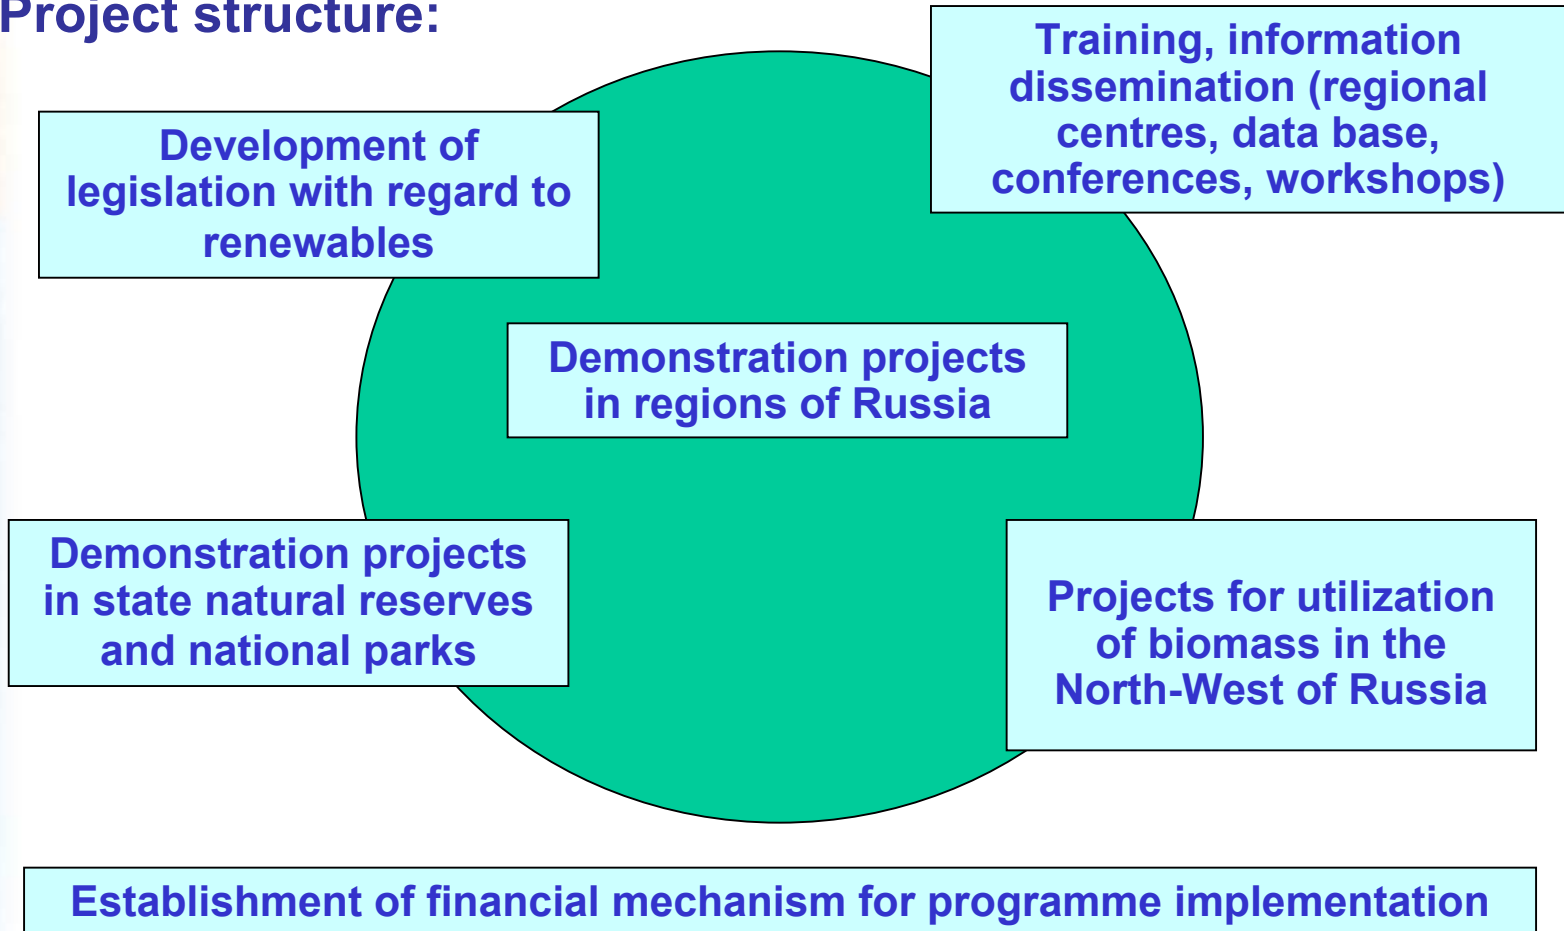 Project structure:
Training, information
dissemination (regional
centres, data base,
conferences, workshops)
Development of
legislation with regard to
renewables
Demonstration projects
in regions of Russia
Demonstration projects
in state natural reserves
and national parks
Projects for utilization
of biomass in the
North-West of Russia
Establishment of financial mechanism for programme implementation